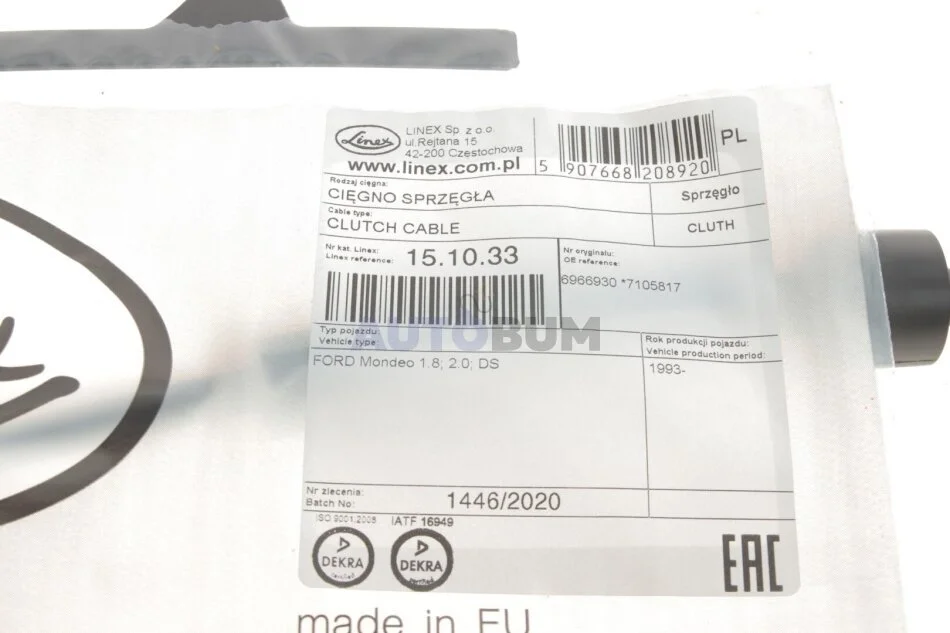 Linex
LINEX Sp. z o.o.
ul.Rejtana 15
42-200 Częstochowa
www.linex.com.pl
5 907668 208920
PL
Rodzaj cięgna:
CIĘGNO SPRZĘGŁA
Sprzęgło
Cable type:
CLUTCH CABLE
CLUTH
Nr kat. Linex:
Linex reference:
15.10.33
Nr oryginału:
OE reference:
6966930 *7105817
AUTOBUM
Typ pojazdu:
Vehicle type:
Rok produkcji pojazdu:
Vehicle production period:
FORD Mondeo 1.8; 2.0; DS
1993-
Nr zlecenia:
Batch No:
1446/2020
ISO 9001:2008
IATF 16949
DEKRA
certified
DEKRA
certified
EAC
made in EU